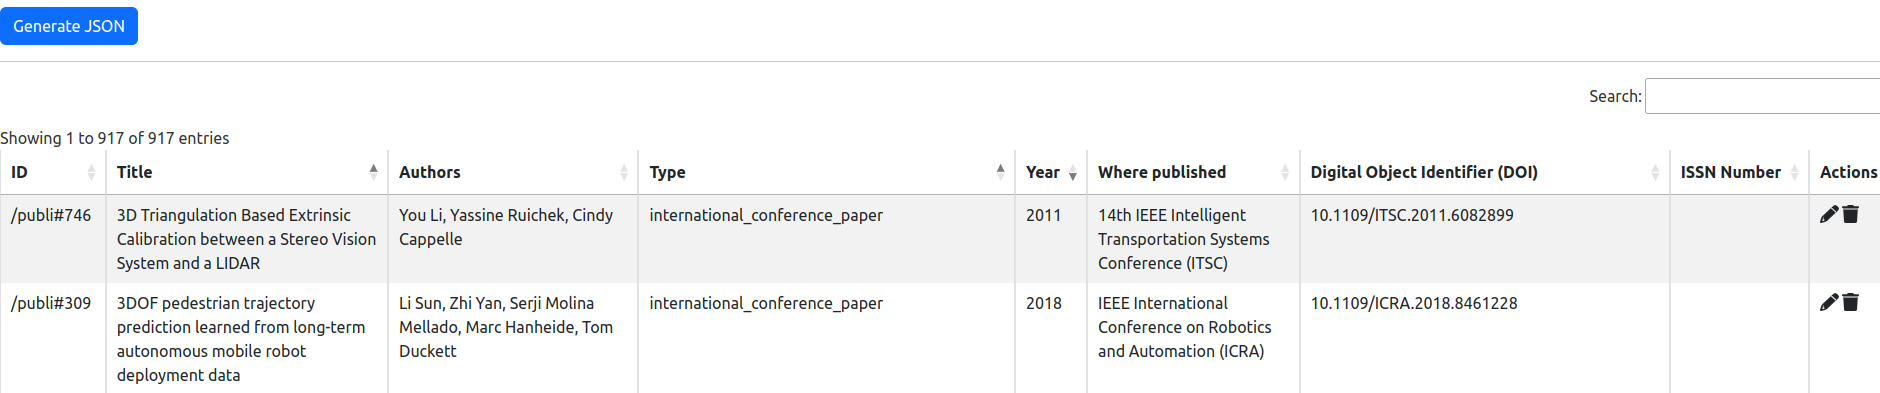 Generate JSON
Search:
Showing 1 to 917 of 917 entries
ID Title Authors Type Year Where published Digital Object Identifier (DOI) ISSN Number Actions
/publi#746 3D Triangulation Based Extrinsic You Li, Yassine Ruichek, Cindy international_conference_paper 2011 14th IEEE Intelligent 10.1109/ITSC.2011.6082899
Calibration between a Stereo Vision Cappelle Transportation Systems
System and a LIDAR Conference (ITSC)
/publi#309 3DOF pedestrian trajectory Li Sun, Zhi Yan, Serji Molina international_conference_paper 2018 IEEE International 10.1109/ICRA.2018.8461228
prediction learned from long-term Mellado, Marc Hanheide, Tom Conference on Robotics
autonomous mobile robot Duckett and Automation (ICRA)
deployment data